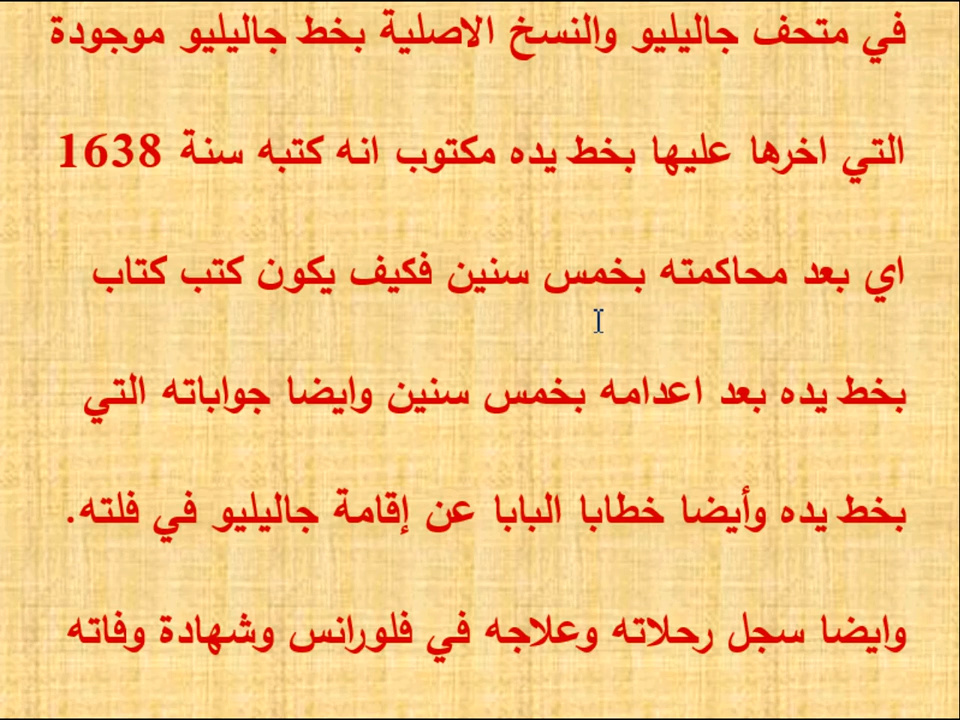 في متحف جاليليو والنسخ الاصلية بخط جاليليو موجودة
التي اخرها عليها بخط يده مكتوب انه كتبه سنة 1638
اي بعد محاكمته بخمس سنين فكيف يكون كتب كتاب
بخط يده بعد اعدامه بخمس سنين وايضا جواباته التي
بخط يده وأيضا خطابا البابا عن إقامة جاليليو في فلته.
وايضا سجل رحلاته وعلاجه في فلورانس وشهادة وفاته